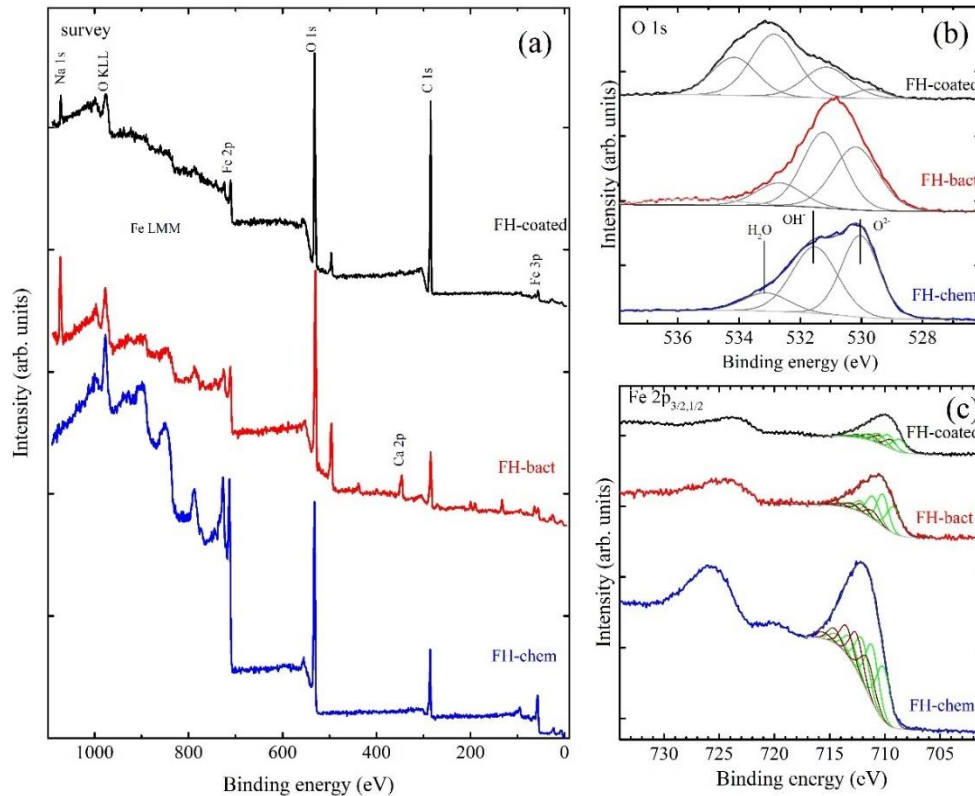 survey
(a)
Na 1s
O KLL
Fe 2p
O 1s
C 1s
FH-coated
Fe LMM
Fe 3p
FH-bact
Ca 2p
FH-chem
Intensity (arb. units)
1000 800 600 400 200 0
Binding energy (eV)
O 1s
(b)
FH-coated
FH-bact
H₂O
OH⁻
O²⁻
FH-chem
Intensity (arb. units)
536 534 532 530 528
Binding energy (eV)
Fe 2p₃/₂,₁/₂
(c)
FH-coated
FH-bact
FH-chem
Intensity (arb. units)
730 725 720 715 710 705
Binding energy (eV)